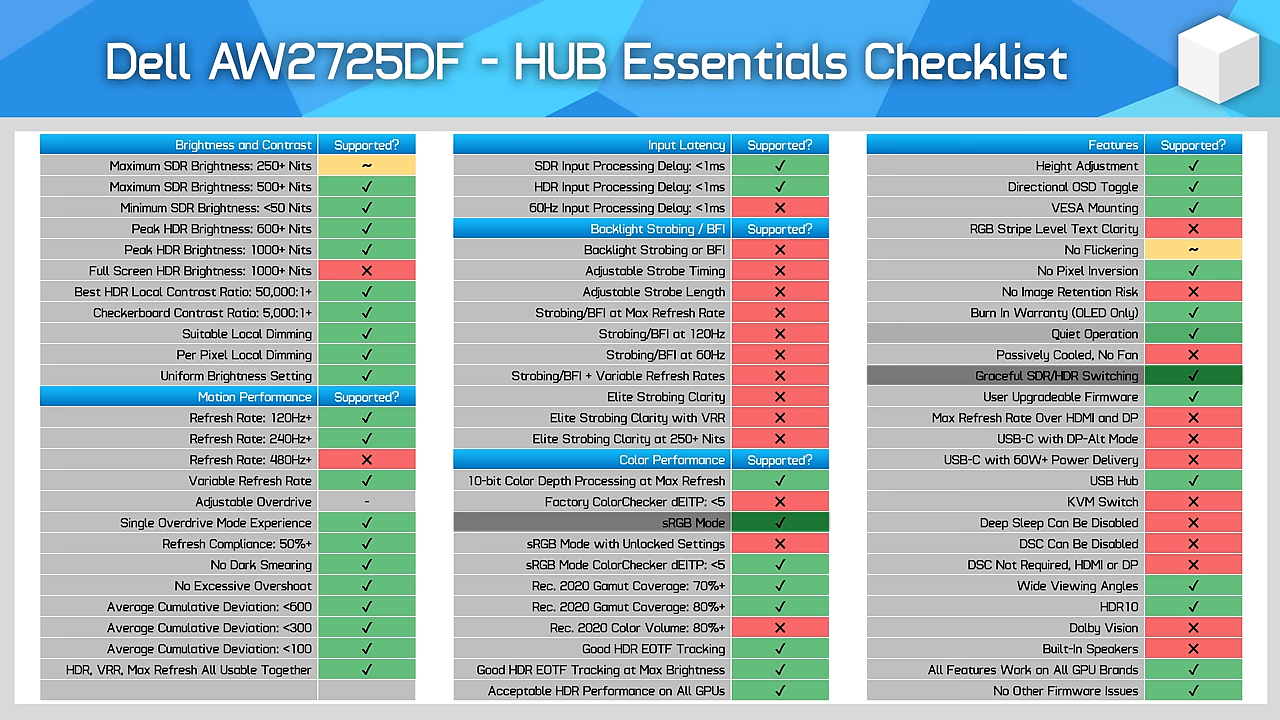 Dell AW2725DF - HUB Essentials Checklist
Brightness and Contrast Supported?
Maximum SDR Brightness: 250+ Nits ~
Maximum SDR Brightness: 500+ Nits ✓
Minimum SDR Brightness: <50 Nits ✓
Peak HDR Brightness: 600+ Nits ✓
Peak HDR Brightness: 1000+ Nits ✓
Full Screen HDR Brightness: 1000+ Nits ✕
Best HDR Local Contrast Ratio: 50,000:1+ ✓
Checkerboard Contrast Ratio: 5,000:1+ ✓
Suitable Local Dimming ✓
Per Pixel Local Dimming ✓
Uniform Brightness Setting ✓
Motion Performance Supported?
Refresh Rate: 120Hz+ ✓
Refresh Rate: 240Hz+ ✓
Refresh Rate: 480Hz+ ✕
Variable Refresh Rate ✓
Adjustable Overdrive -
Single Overdrive Mode Experience ✓
Refresh Compliance: 50%+ ✓
No Dark Smearing ✓
No Excessive Overshoot ✓
Average Cumulative Deviation: <600 ✓
Average Cumulative Deviation: <300 ✓
Average Cumulative Deviation: <100 ✓
HDR, VRR, Max Refresh All Usable Together ✓
Input Latency Supported?
SDR Input Processing Delay: <1ms ✓
HDR Input Processing Delay: <1ms ✓
60Hz Input Processing Delay: <1ms ✕
Backlight Strobing / BFI Supported?
Backlight Strobing or BFI ✕
Adjustable Strobe Timing ✕
Adjustable Strobe Length ✕
Strobing/BFI at Max Refresh Rate ✕
Strobing/BFI at 120Hz ✕
Strobing/BFI at 60Hz ✕
Strobing/BFI + Variable Refresh Rates ✕
Elite Strobing Clarity ✕
Elite Strobing Clarity with VRR ✕
Elite Strobing Clarity at 250+ Nits ✕
Color Performance Supported?
10-bit Color Depth Processing at Max Refresh ✓
Factory ColorChecker dEITP: <5 ✕
sRGB Mode ✓
sRGB Mode with Unlocked Settings ✕
sRGB Mode ColorChecker dEITP: <5 ✓
Rec. 2020 Gamut Coverage: 70%+ ✓
Rec. 2020 Gamut Coverage: 80%+ ✓
Rec. 2020 Color Volume: 80%+ ✕
Good HDR EOTF Tracking ✓
Good HDR EOTF Tracking at Max Brightness ✓
Acceptable HDR Performance on All GPUs ✓
Features Supported?
Height Adjustment ✓
Directional OSD Toggle ✓
VESA Mounting ✓
RGB Stripe Level Text Clarity ✕
No Flickering ~
No Pixel Inversion ✓
No Image Retention Risk ✕
Burn In Warranty (OLED Only) ✓
Quiet Operation ✓
Passively Cooled, No Fan ✕
Graceful SDR/HDR Switching ✓
User Upgradeable Firmware ✓
Max Refresh Rate Over HDMI and DP ✕
USB-C with DP-Alt Mode ✕
USB-C with 60W+ Power Delivery ✕
USB Hub ✓
KVM Switch ✕
Deep Sleep Can Be Disabled ✕
DSC Can Be Disabled ✕
DSC Not Required, HDMI or DP ✕
Wide Viewing Angles ✓
HDR10 ✓
Dolby Vision ✕
Built-In Speakers ✕
All Features Work on All GPU Brands ✓
No Other Firmware Issues ✓